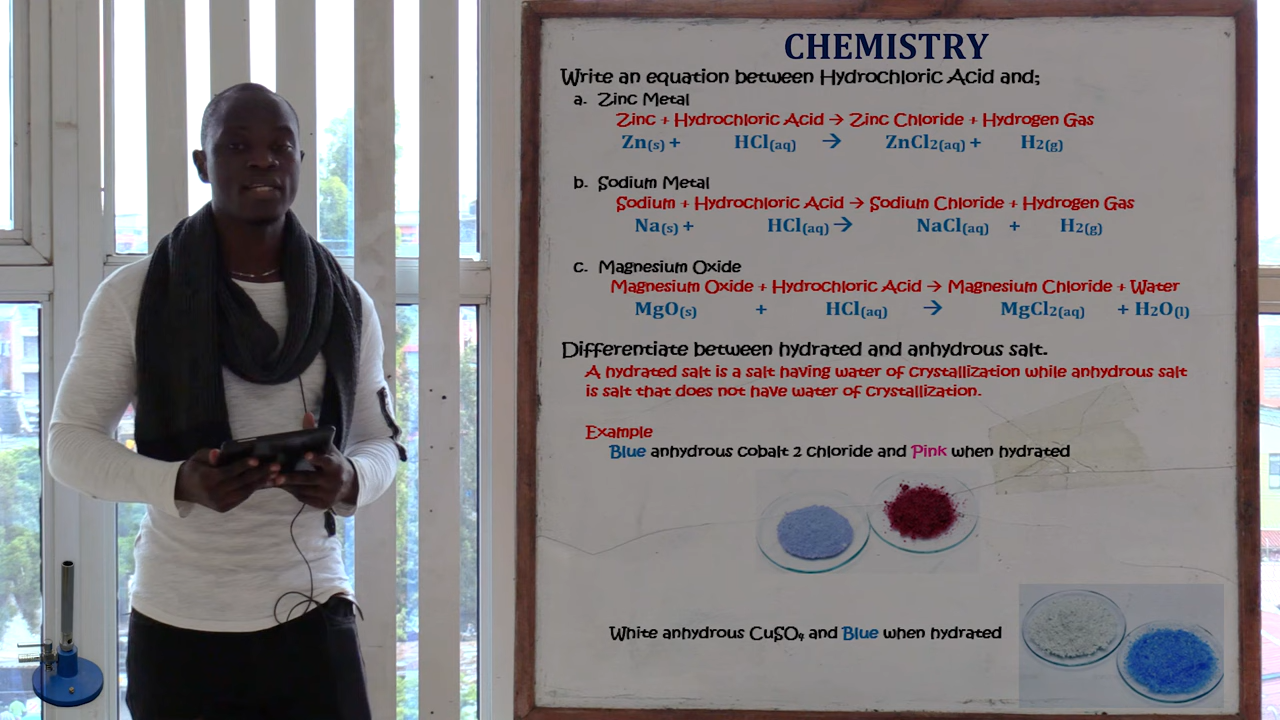 CHEMISTRY
Write an equation between Hydrochloric Acid and;
a. Zinc Metal
Zinc + Hydrochloric Acid → Zinc Chloride + Hydrogen Gas
Zn(s) + HCl(aq) → ZnCl2(aq) + H2(g)
b. Sodium Metal
Sodium + Hydrochloric Acid → Sodium Chloride + Hydrogen Gas
Na(s) + HCl(aq) → NaCl(aq) + H2(g)
c. Magnesium Oxide
Magnesium Oxide + Hydrochloric Acid → Magnesium Chloride + Water
MgO(s) + HCl(aq) → MgCl2(aq) + H2O(l)
Differentiate between hydrated and anhydrous salt.
A hydrated salt is a salt having water of crystallization while anhydrous salt
is salt that does not have water of crystallization.
Example
Blue anhydrous cobalt 2 chloride and Pink when hydrated
White anhydrous CuSO4 and Blue when hydrated